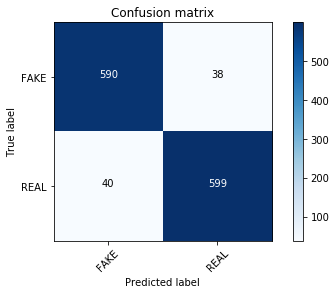 Confusion matrix
FAKE
590
38
REAL
40
599
True label
FAKE
REAL
Predicted label
500
400
300
200
100